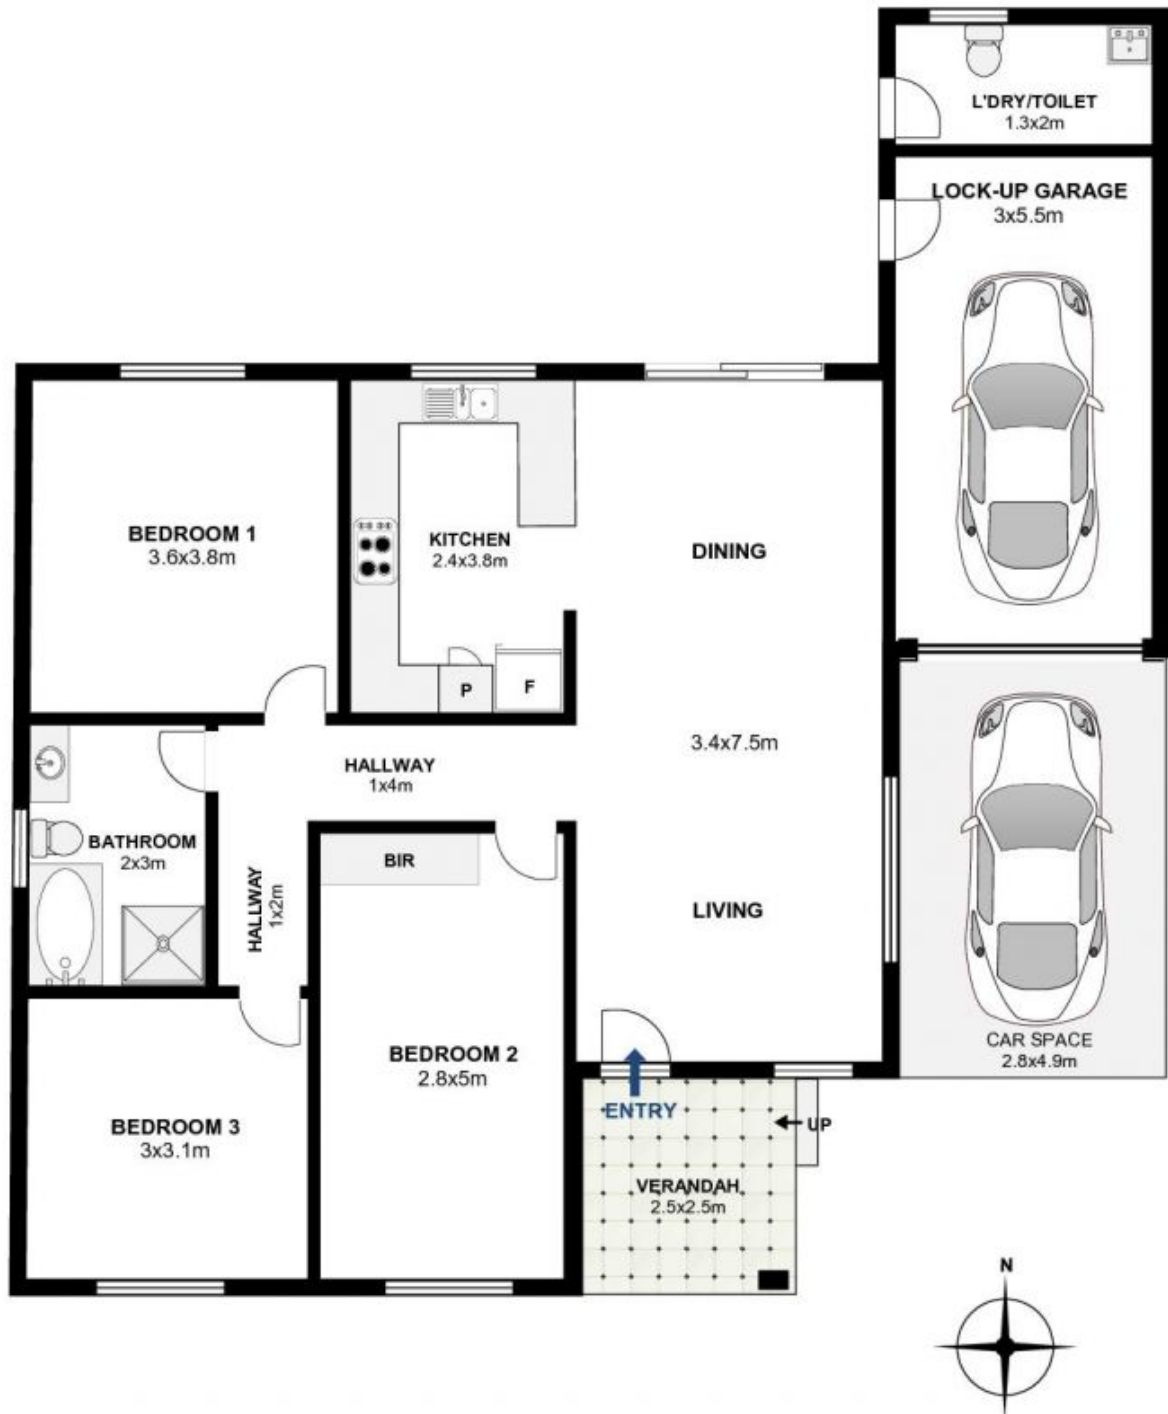 L'DRY/TOILET
1.3x2m
LOCK-UP GARAGE
3x5.5m
BEDROOM 1
3.6x3.8m
KITCHEN
2.4x3.8m
P
F
DINING
3.4x7.5m
LIVING
HALLWAY
1x4m
BATHROOM
2x3m
HALLWAY
1x2m
BIR
BEDROOM 2
2.8x5m
BEDROOM 3
3x3.1m
CAR SPACE
2.8x4.9m
ENTRY
UP
VERANDAH
2.5x2.5m
N